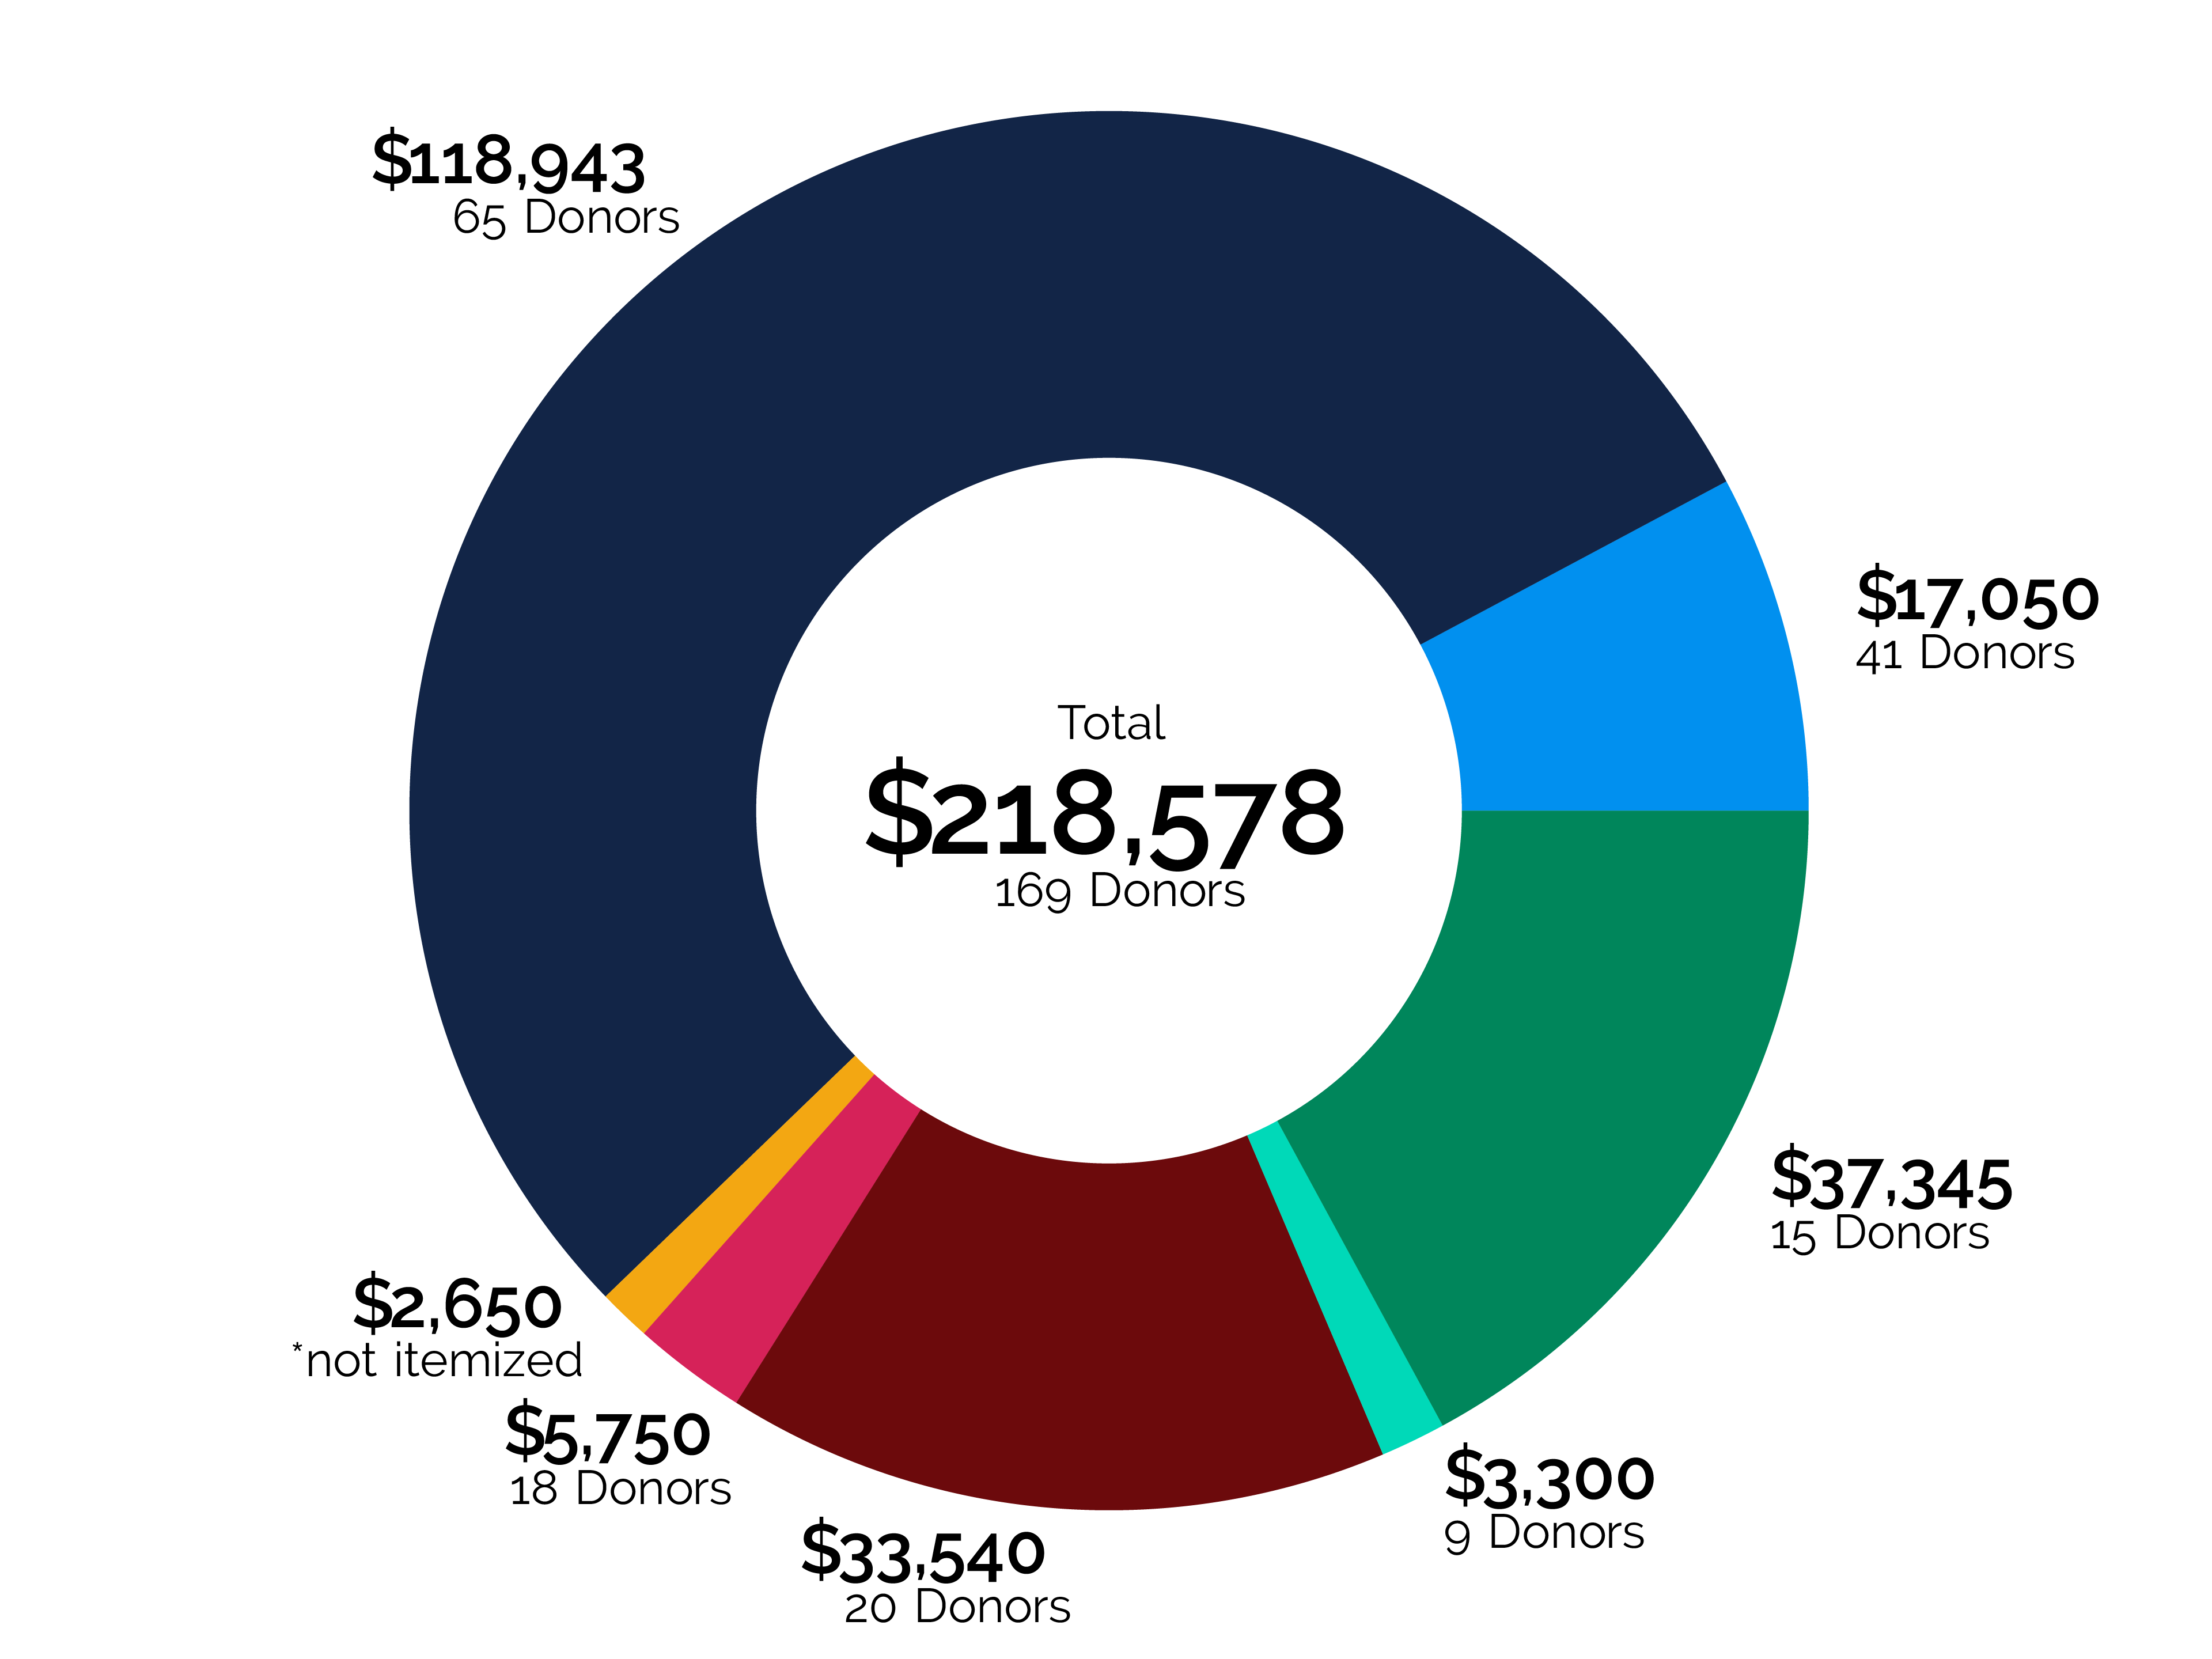 $118,943
65 Donors
$17,050
41 Donors
Total
$218,578
169 Donors
$37,345
15 Donors
$2,650
*not itemized
$5,750
18 Donors
$3,300
9 Donors
$33,540
20 Donors